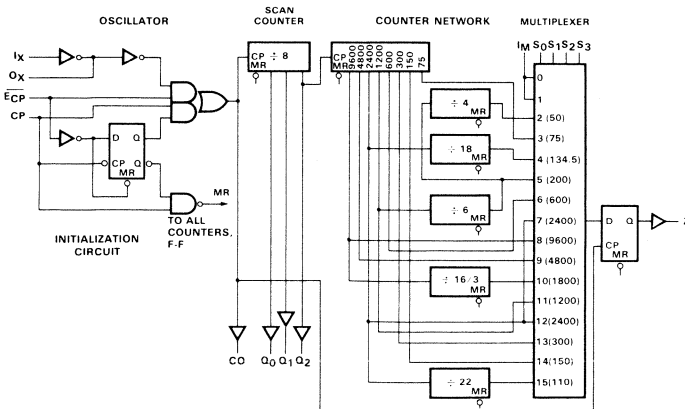 OSCILLATOR
SCAN
COUNTER
COUNTER NETWORK
MULTIPLEXER
IX
OX
ECP
CP
D Q
CP Q
MR
MR
TO ALL
COUNTERS,
F-F
INITIALIZATION
CIRCUIT
CP ÷ 8
MR
CO
Q0 Q1 Q2
CP
MR
9600
4800
2400
1200
600
300
150
75
÷ 4
MR
÷ 18
MR
÷ 6
MR
÷ 16/3
MR
÷ 22
MR
IM S0 S1 S2 S3
0
1
2 (50)
3 (75)
4 (134.5)
5 (200)
6 (600)
7 (2400)
8 (9600)
9 (4800)
10 (1800)
11 (1200)
12 (2400)
13 (300)
14 (150)
15 (110)
D Q
CP
MR